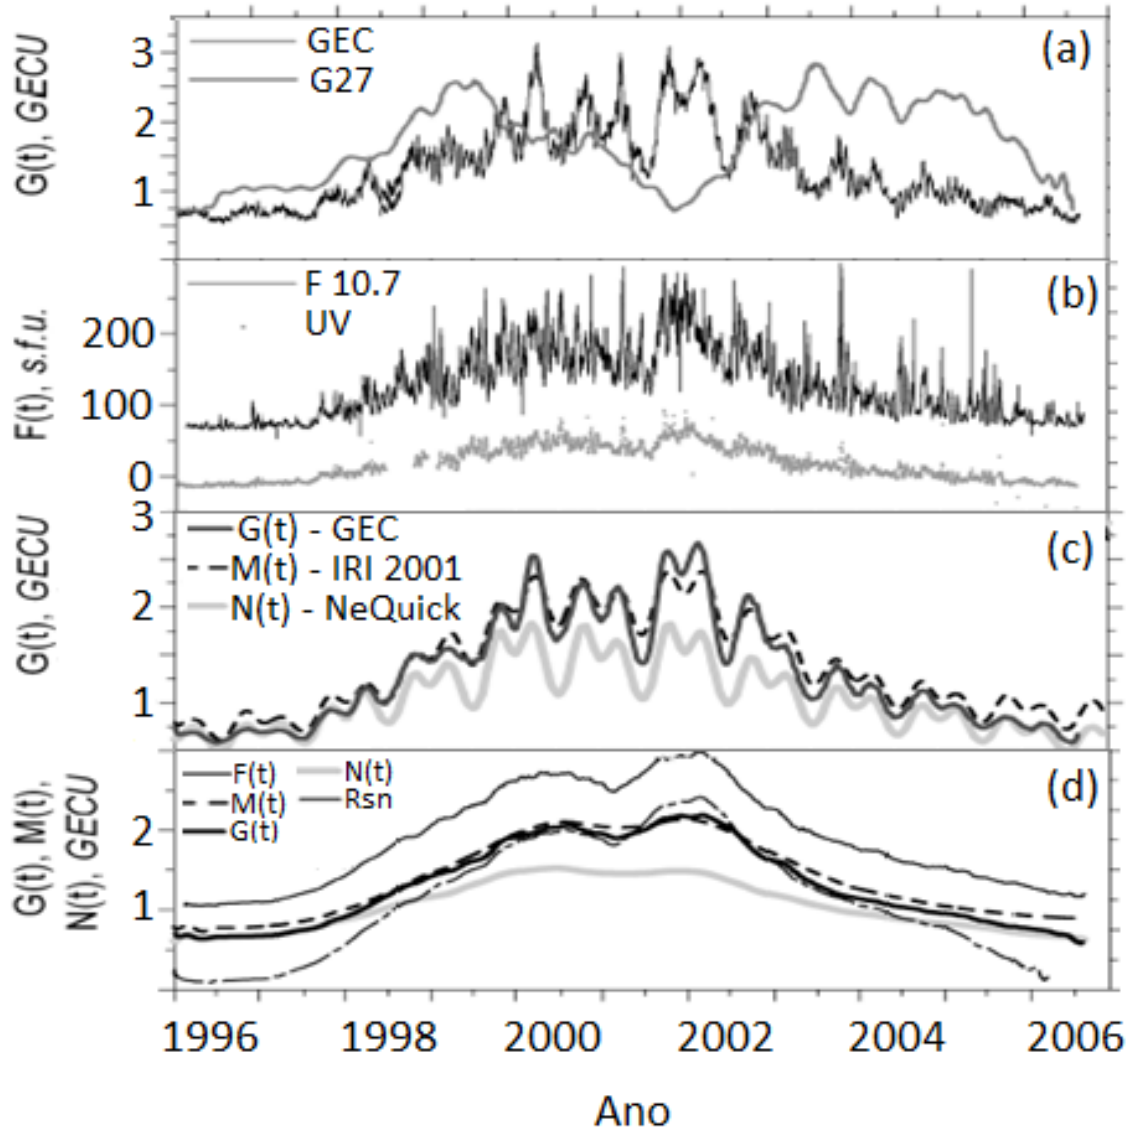 G(t), GECU
3
2
1
GEC
G27
(a)
F(t), s.f.u.
200
100
0
F 10.7
UV
(b)
G(t), GECU
3
2
1
G(t) - GEC
M(t) - IRI 2001
N(t) - NeQuick
(c)
G(t), M(t),
N(t), GECU
2
1
F(t) N(t)
M(t) Rsn
G(t)
(d)
1996 1998 2000 2002 2004 2006
Ano